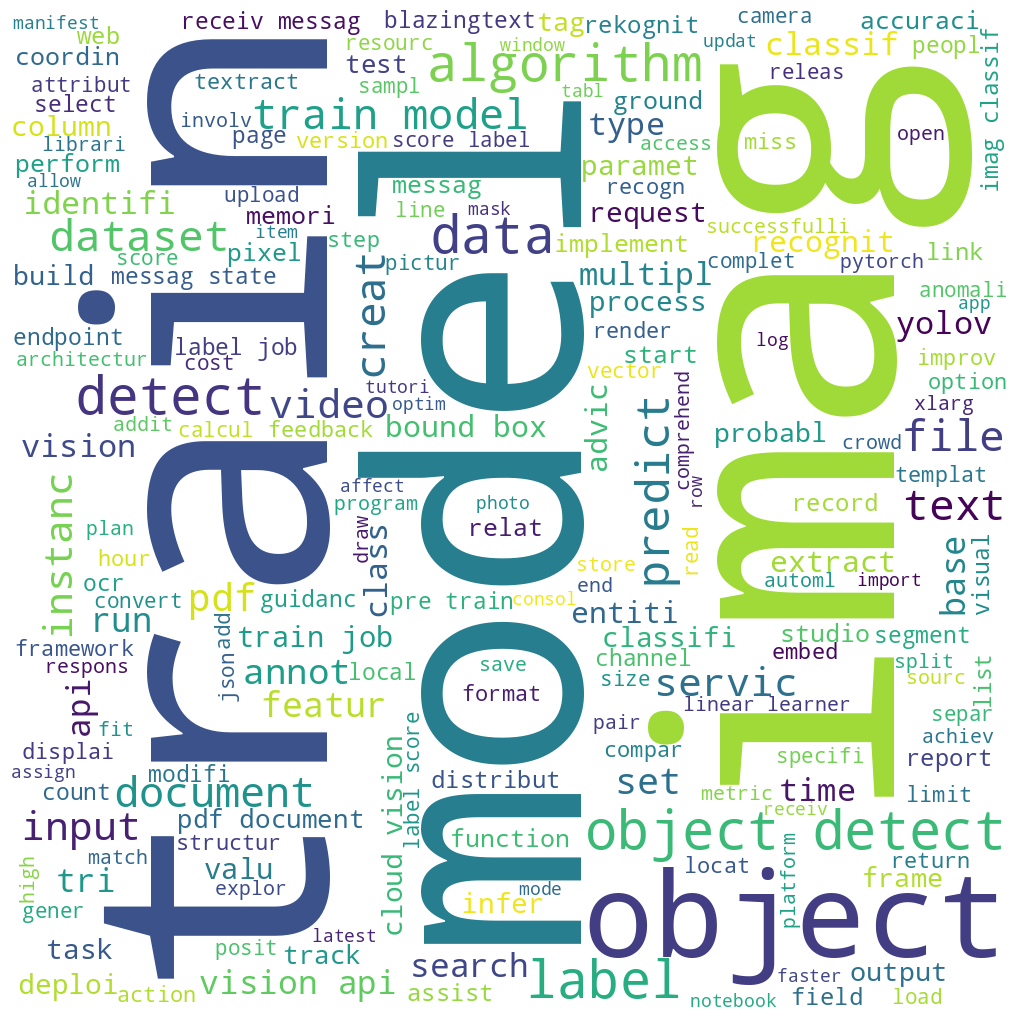 manifest
receiv messag
blazingtext
tag
rekognit
camera
accuraci
web
resourc
window
updat
classif
peopl
coordin
test
algorithm
attribut
textract
sampl
tabl
releas
select
involv
train model
ground
column
page
version
score label
type
access
miss
open
imag classif
librari
perform
messag
paramet
allow
upload
recogn
identifi
memori
line
mask
request
item
dataset
step
data
implement
successfulli
recognit
link
score
pixel
pictur
multipl
complet
pytorch
build
messag state
creat
process
anomali
app
endpoint
render
yolov
label job
log
architectur
cost
start
improv
detect
video
tutori
optim
vector
option
xlarg
addit
calcul
feedback
bound box
advic
probabl
crowd
file
vision
predict
comprehend
templat
affect
row
instanc
program
photo
record
text
plan
draw
class
relat
hour
read
extract
base
visual
ocr
store
automl
import
convert
pdf
guidanc
pre train
consol
end
run
entiti
train
model
imag
framework
json
add
train job
classifi
studio
segment
respons
annot
local
save
channel
embed
split
api
format
size
servic
sourc
list
fit
featur
linear learner
separ
displai
pair
achiev
assign
modifi
compar
specifi
report
count
document
cloud vision
label score
distribut
set
metric
time
limit
input
pdf document
receiv
structur
function
object detect
match
valu
locat
return
high
tri
explor
infer
mode
platform
frame
gener
object
latest
task
posit
track
search
faster
output
deploi
action
vision api
assist
label
notebook
field
load